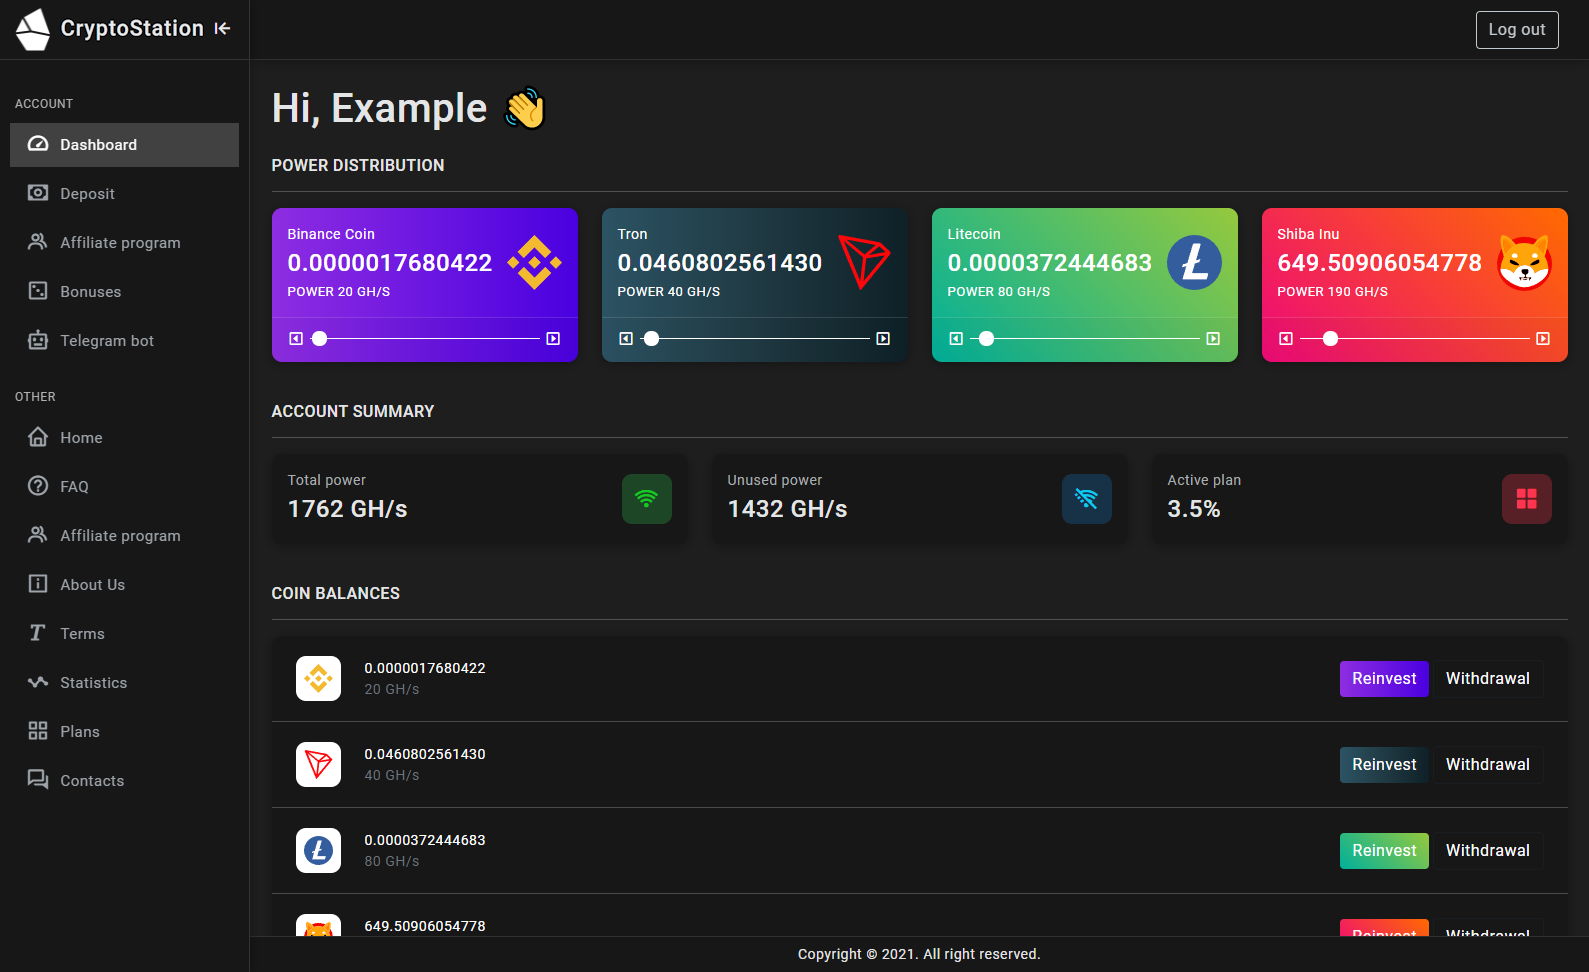 CryptoStation
Log out
ACCOUNT
Dashboard
Deposit
Affiliate program
Bonuses
Telegram bot
OTHER
Home
FAQ
Affiliate program
About Us
Terms
Statistics
Plans
Contacts
Hi, Example 👋
POWER DISTRIBUTION
Binance Coin
0.0000017680422
POWER 20 GH/S
Tron
0.0460802561430
POWER 40 GH/S
Litecoin
0.0000372444683
POWER 80 GH/S
Shiba Inu
649.50906054778
POWER 190 GH/S
ACCOUNT SUMMARY
Total power
1762 GH/s
Unused power
1432 GH/s
Active plan
3.5%
COIN BALANCES
0.0000017680422
20 GH/s
Reinvest Withdrawal
0.0460802561430
40 GH/s
Reinvest Withdrawal
0.0000372444683
80 GH/s
Reinvest Withdrawal
649.50906054778
Reinvest Withdrawal
Copyright © 2021. All right reserved.